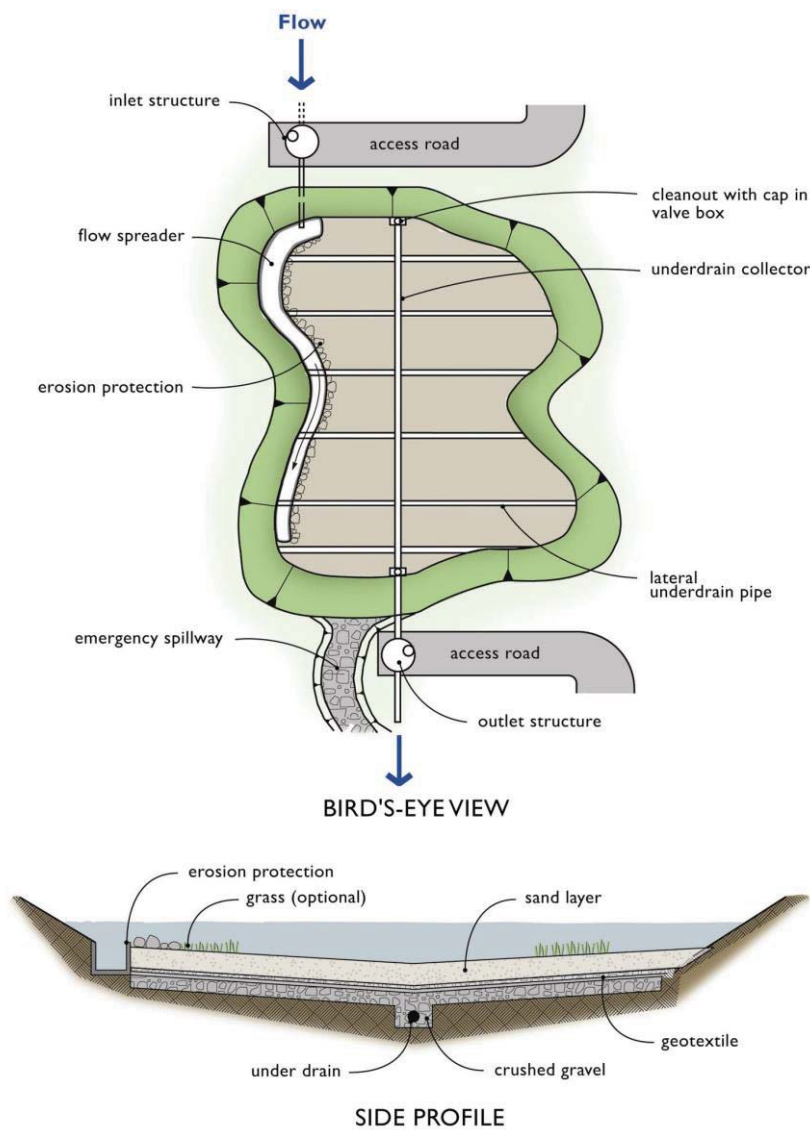 Flow
inlet structure
access road
cleanout with cap in
valve box
flow spreader
underdrain collector
erosion protection
lateral
underdrain pipe
emergency spillway
access road
outlet structure
BIRD'S-EYE VIEW
erosion protection
grass (optional)
sand layer
geotextile
under drain
crushed gravel
SIDE PROFILE